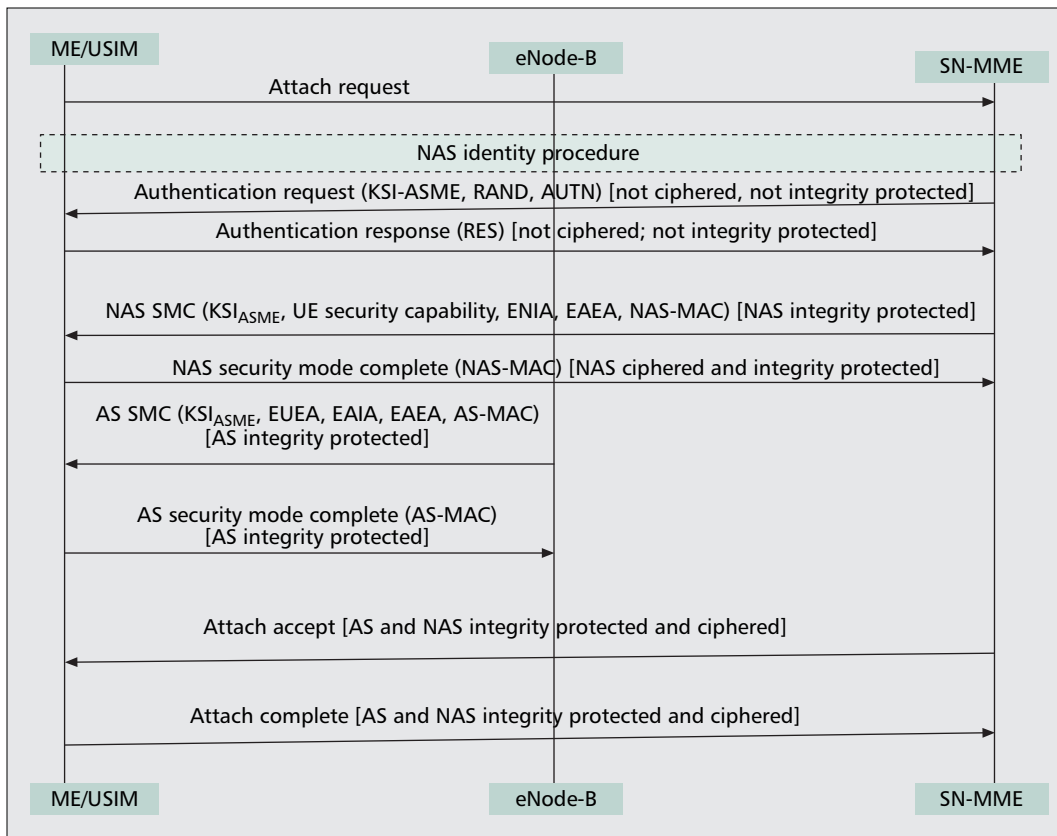 ME/USIM
eNode-B
SN-MME
Attach request
NAS identity procedure
Authentication request (KSI-ASME, RAND, AUTN) [not ciphered, not integrity protected]
Authentication response (RES) [not ciphered; not integrity protected]
NAS SMC (KSI_ASME, UE security capability, ENIA, EAEA, NAS-MAC) [NAS integrity protected]
NAS security mode complete (NAS-MAC) [NAS ciphered and integrity protected]
AS SMC (KSI_ASME, EUEA, EAIA, EAEA, AS-MAC)
[AS integrity protected]
AS security mode complete (AS-MAC)
[AS integrity protected]
Attach accept [AS and NAS integrity protected and ciphered]
Attach complete [AS and NAS integrity protected and ciphered]
ME/USIM
eNode-B
SN-MME